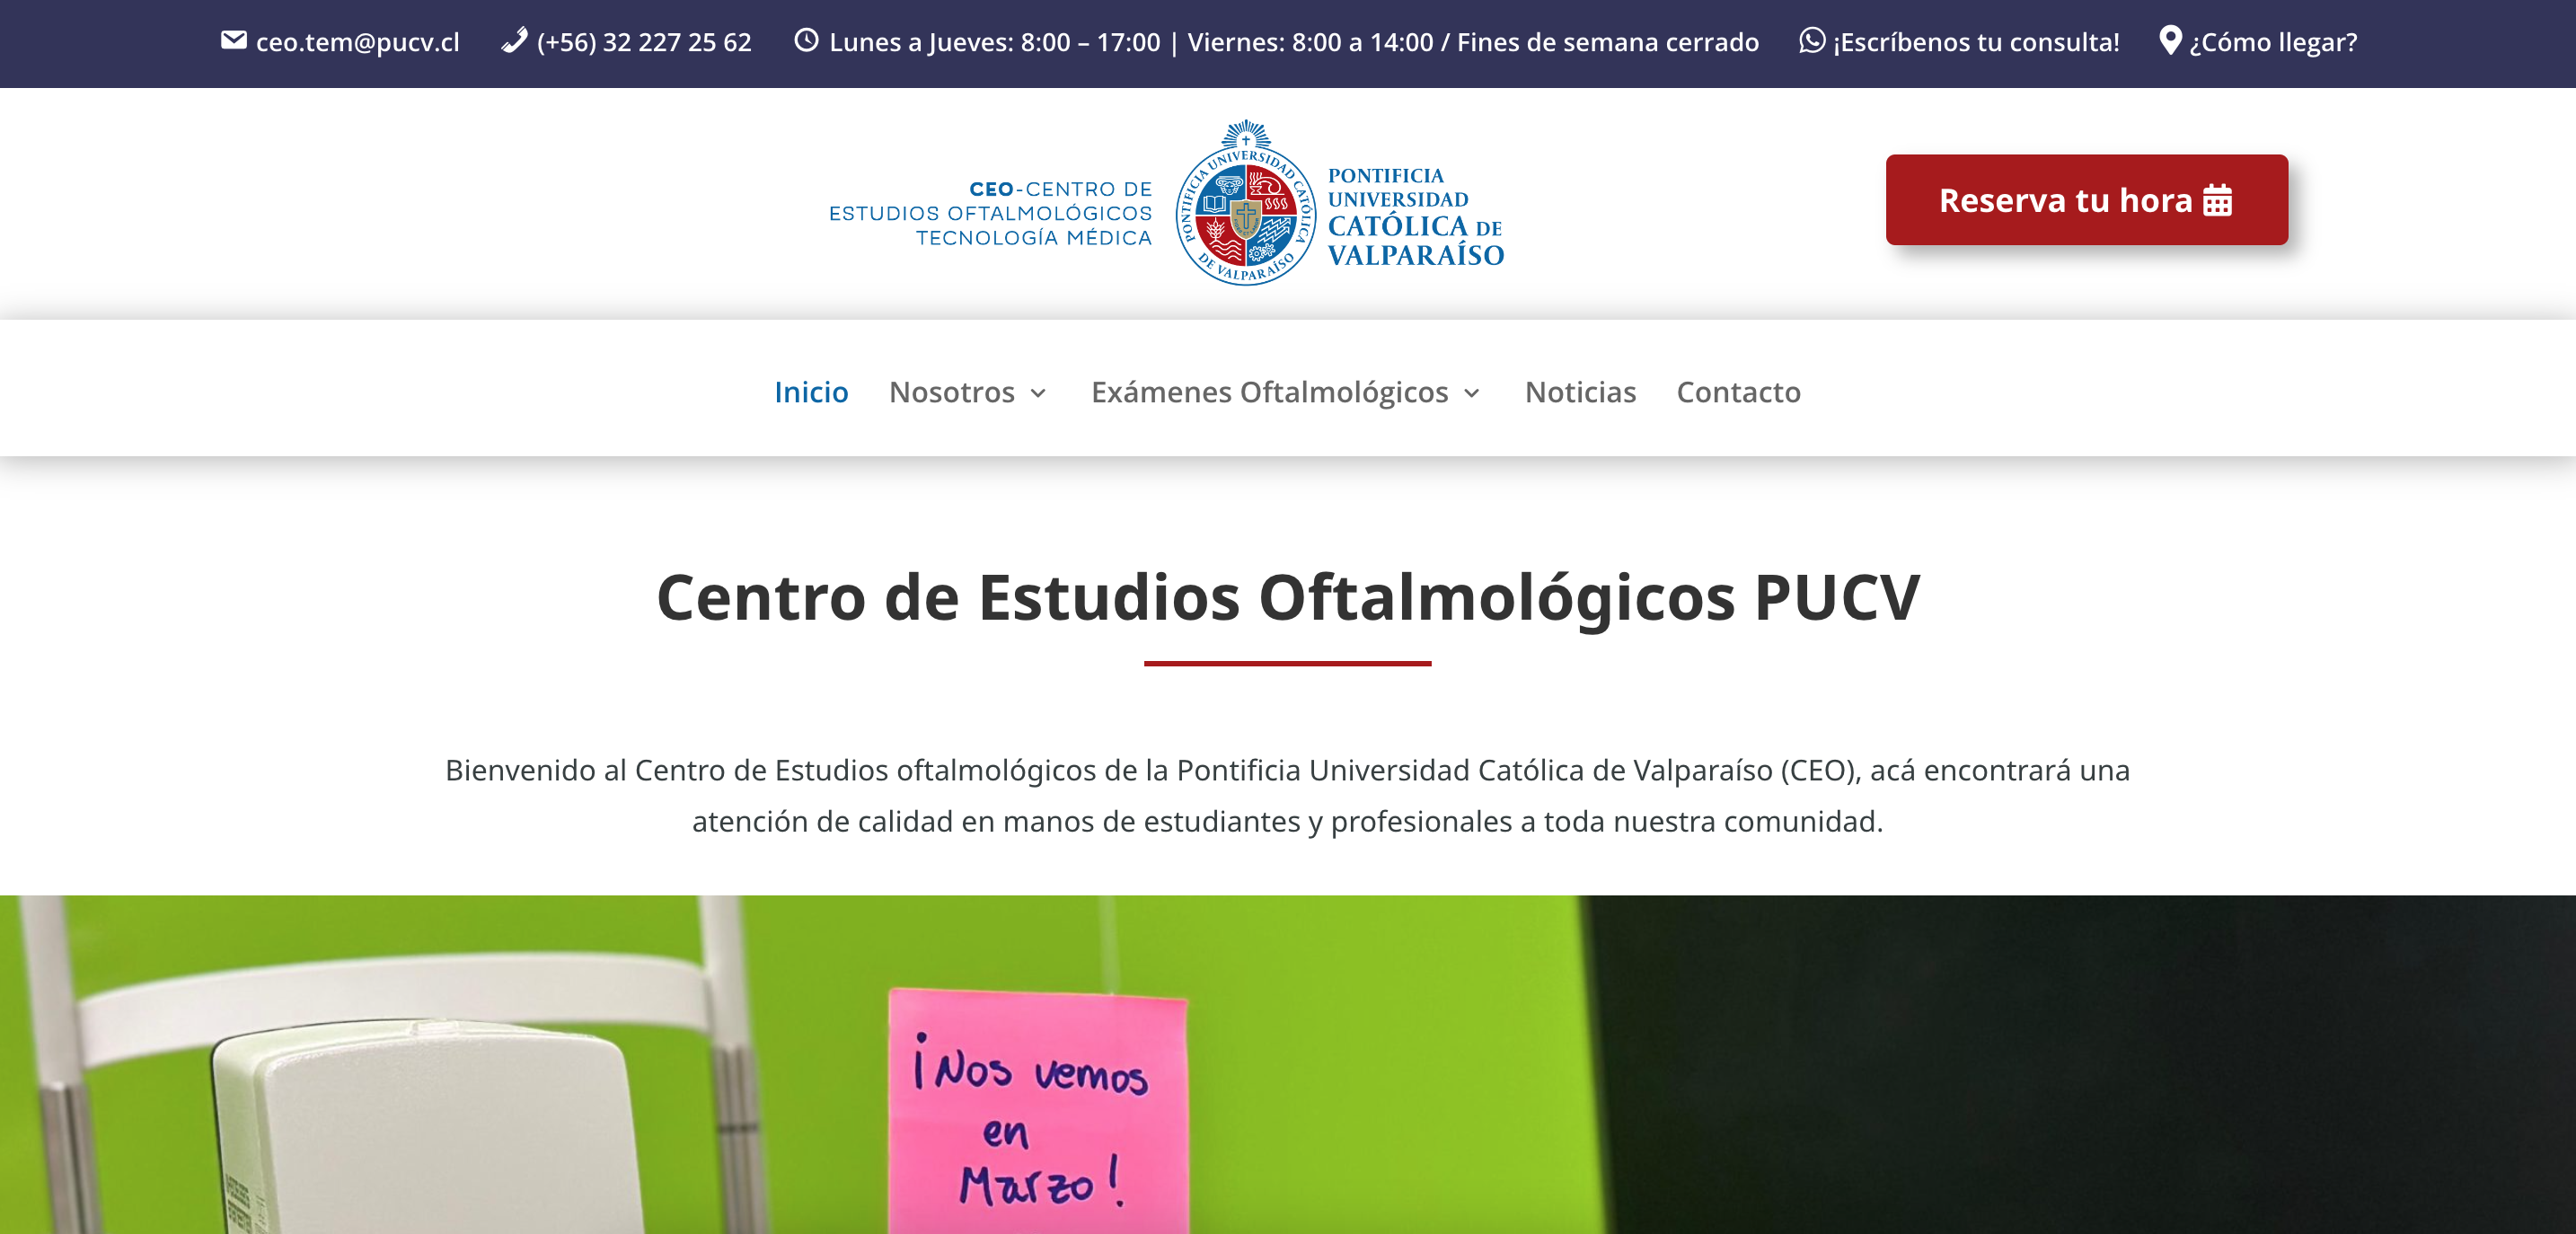 ceo.tem@pucv.cl (+56) 32 227 25 62 Lunes a Jueves: 8:00 – 17:00 | Viernes: 8:00 a 14:00 / Fines de semana cerrado ¡Escríbenos tu consulta! ¿Cómo llegar?
CEO-CENTRO DE
ESTUDIOS OFTALMOLÓGICOS
TECNOLOGÍA MÉDICA
PONTIFICIA UNIVERSIDAD CATÓLICA
DE VALPARAÍSO
PONTIFICIA
UNIVERSIDAD
CATÓLICA DE
VALPARAÍSO
Reserva tu hora
Inicio Nosotros Exámenes Oftalmológicos Noticias Contacto
Centro de Estudios Oftalmológicos PUCV
Bienvenido al Centro de Estudios oftalmológicos de la Pontificia Universidad Católica de Valparaíso (CEO), acá encontrará una
atención de calidad en manos de estudiantes y profesionales a toda nuestra comunidad.
¡Nos vemos
en
Marzo!